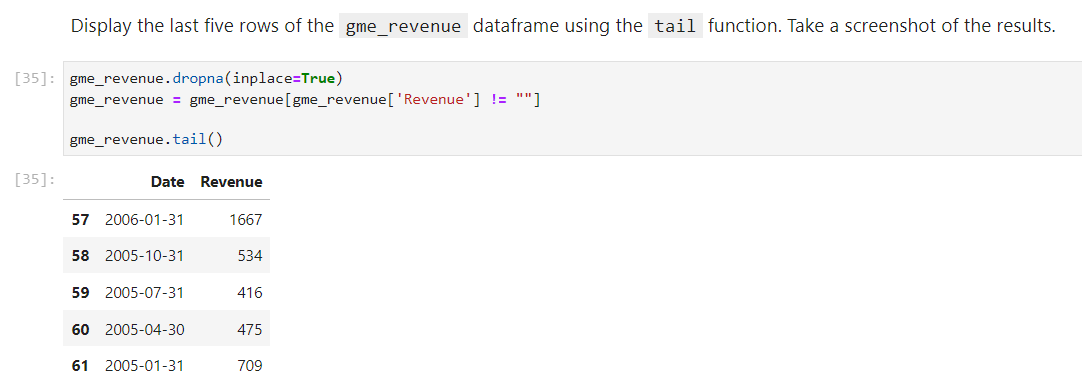 Display the last five rows of the gme_revenue dataframe using the tail function. Take a screenshot of the results.
[35]: gme_revenue.dropna(inplace=True)
gme_revenue = gme_revenue[gme_revenue['Revenue'] != ""]
gme_revenue.tail()
[35]: Date Revenue
57 2006-01-31 1667
58 2005-10-31 534
59 2005-07-31 416
60 2005-04-30 475
61 2005-01-31 709